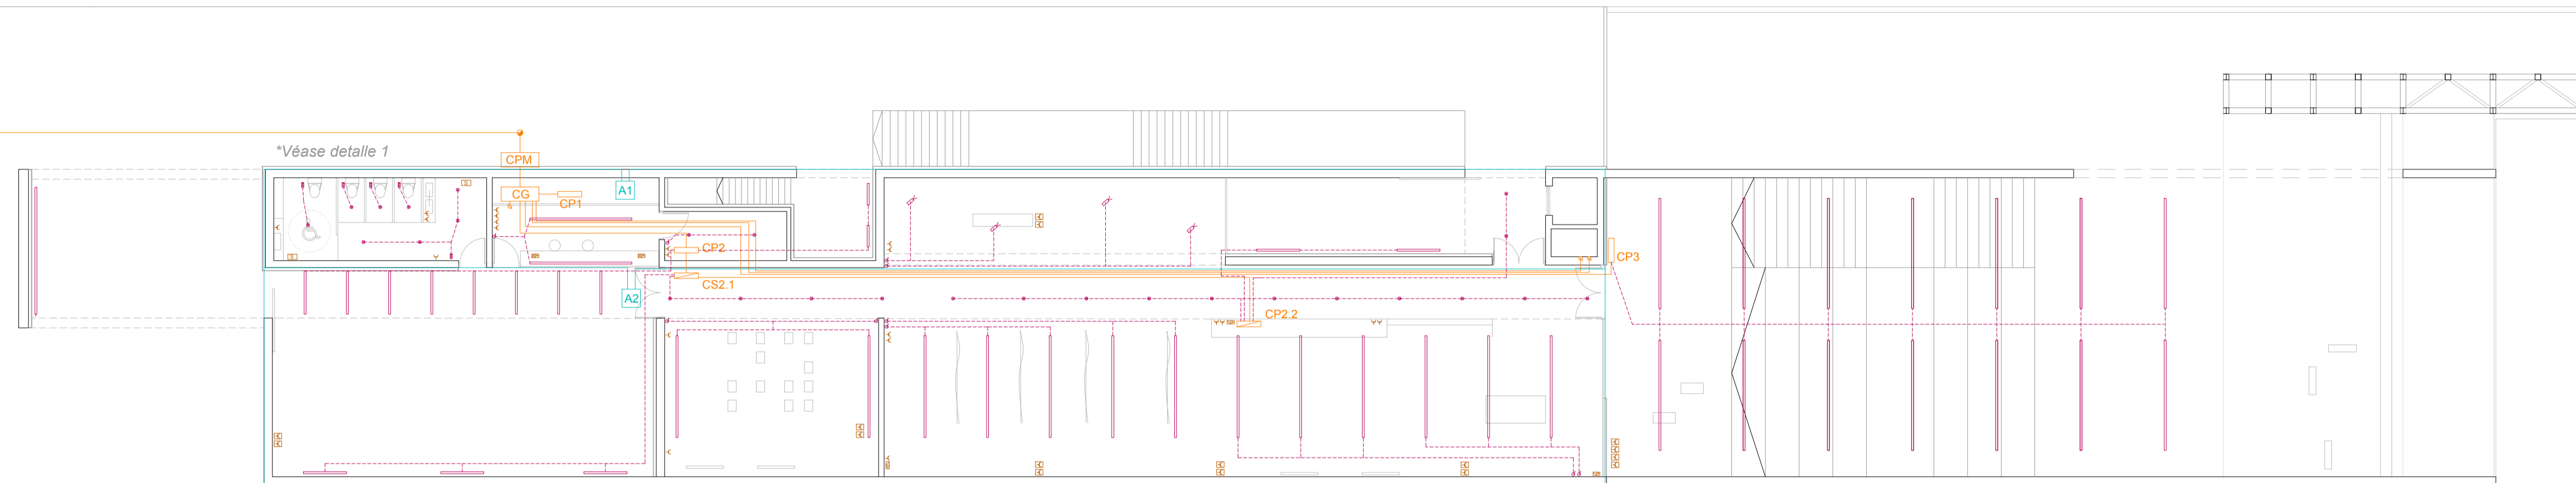 *Véase detalle 1
CPM
CG
CP1
A1
CP2
CP3
CS2.1
A2
CP2.2